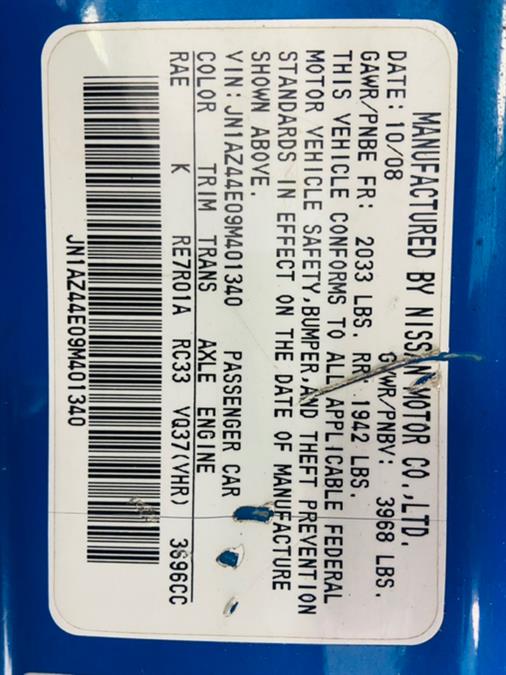 MANUFACTURED BY NISSAN MOTOR CO.,LTD.
DATE: 10/08 GVWR/PNBV: 3968 LBS.
GAWR/PNBE FR: 2033 LBS. RR: 1942 LBS.
THIS VEHICLE CONFORMS TO ALL APPLICABLE FEDERAL
MOTOR VEHICLE SAFETY,BUMPER,AND THEFT PREVENTION
STANDARDS IN EFFECT ON THE DATE OF MANUFACTURE
SHOWN ABOVE.
VIN: JN1AZ44E09M401340 PASSENGER CAR
COLOR TRIM TRANS AXLE ENGINE
RAE K RE7R01A RC33 VQ37(VHR) 3696CC
JN1AZ44E09M401340